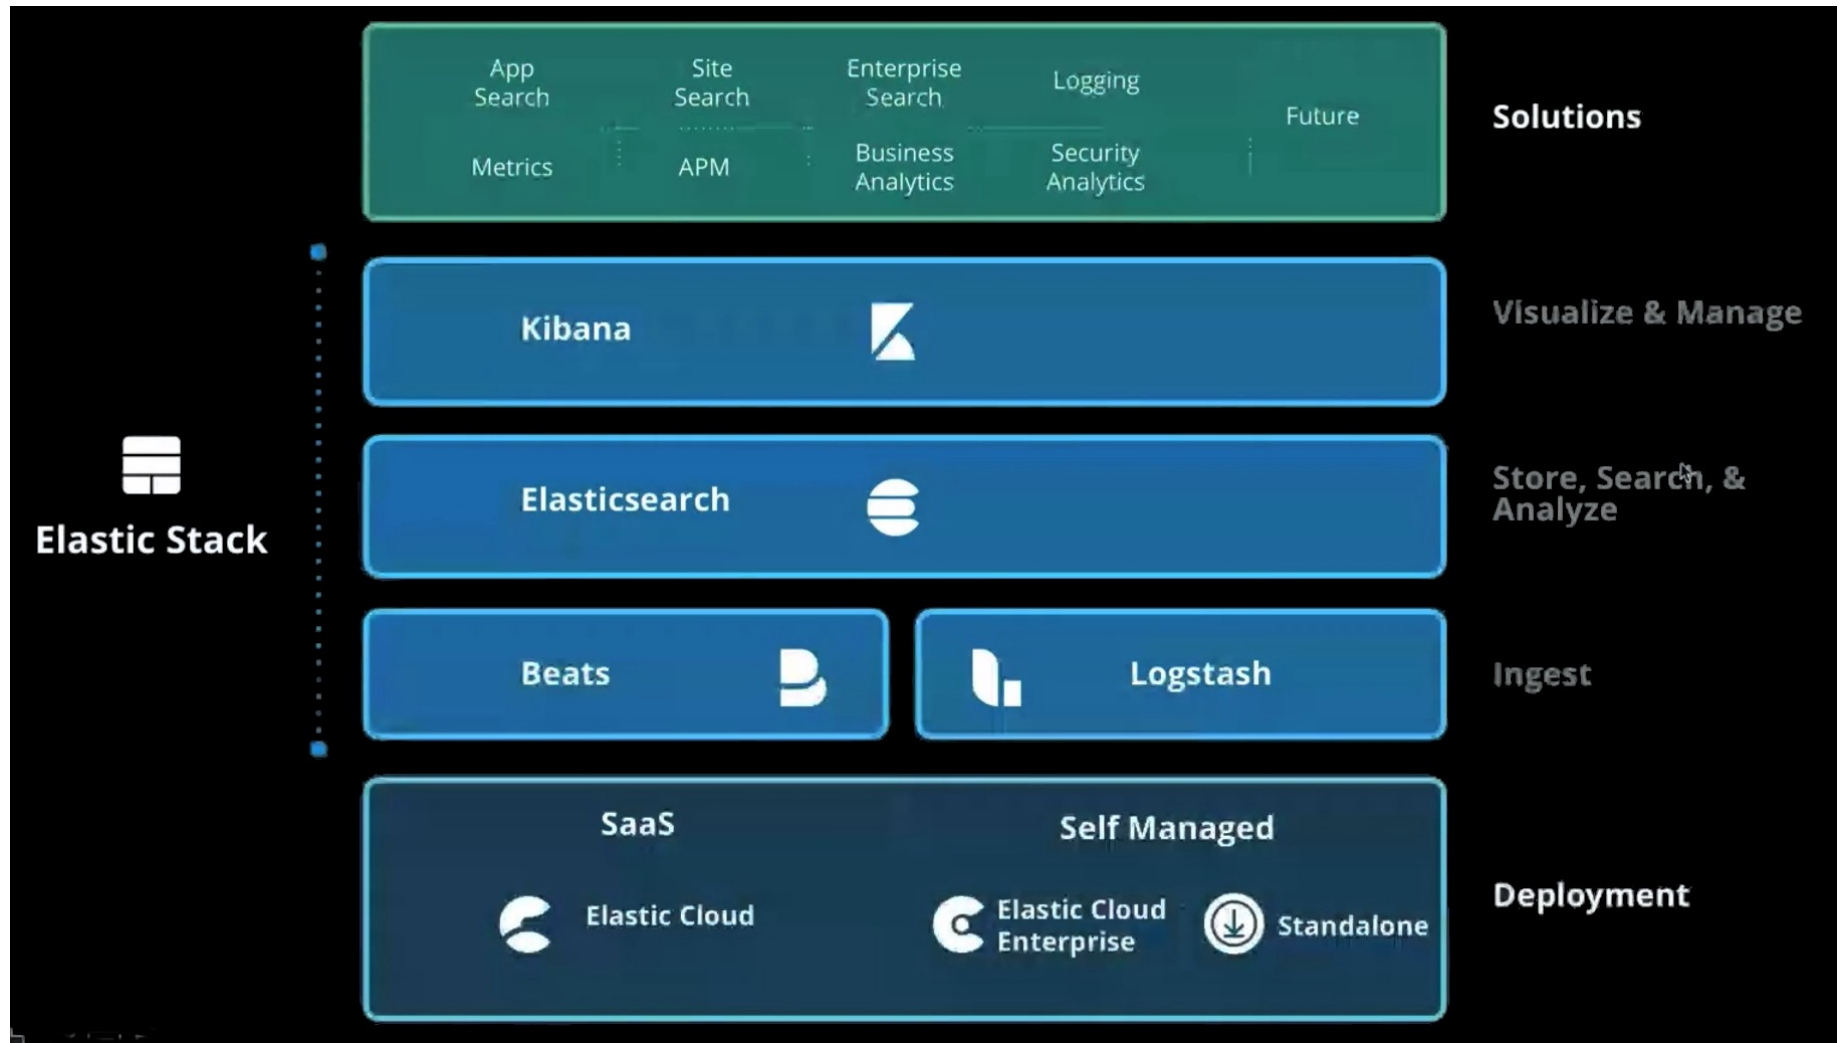 App
Search
Site
Search
Enterprise
Search
Logging
Future
Metrics
APM
Business
Analytics
Security
Analytics
Solutions
Kibana
Visualize & Manage
Elasticsearch
Store, Search, &
Analyze
Elastic Stack
Beats
Logstash
Ingest
SaaS
Self Managed
Elastic Cloud
Elastic Cloud
Enterprise
Standalone
Deployment